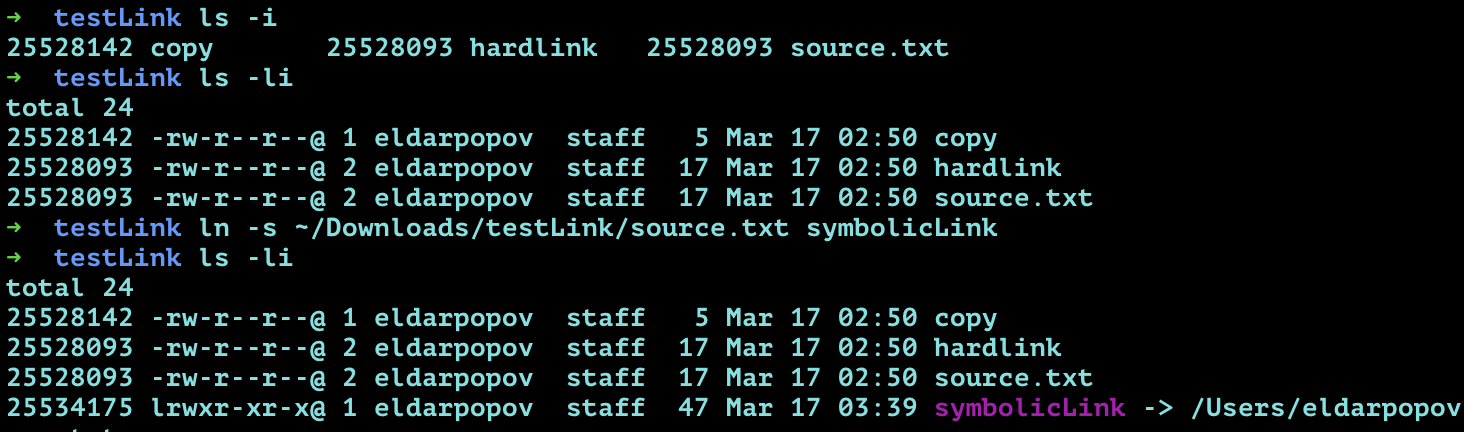 ➜  testLink ls -i
25528142 copy       25528093 hardlink   25528093 source.txt
➜  testLink ls -li
total 24
25528142 -rw-r--r--@ 1 eldarpopov  staff   5 Mar 17 02:50 copy
25528093 -rw-r--r--@ 2 eldarpopov  staff  17 Mar 17 02:50 hardlink
25528093 -rw-r--r--@ 2 eldarpopov  staff  17 Mar 17 02:50 source.txt
➜  testLink ln -s ~/Downloads/testLink/source.txt symbolicLink
➜  testLink ls -li
total 24
25528142 -rw-r--r--@ 1 eldarpopov  staff   5 Mar 17 02:50 copy
25528093 -rw-r--r--@ 2 eldarpopov  staff  17 Mar 17 02:50 hardlink
25528093 -rw-r--r--@ 2 eldarpopov  staff  17 Mar 17 02:50 source.txt
25534175 lrwxr-xr-x@ 1 eldarpopov  staff  47 Mar 17 03:39 symbolicLink -> /Users/eldarpopov